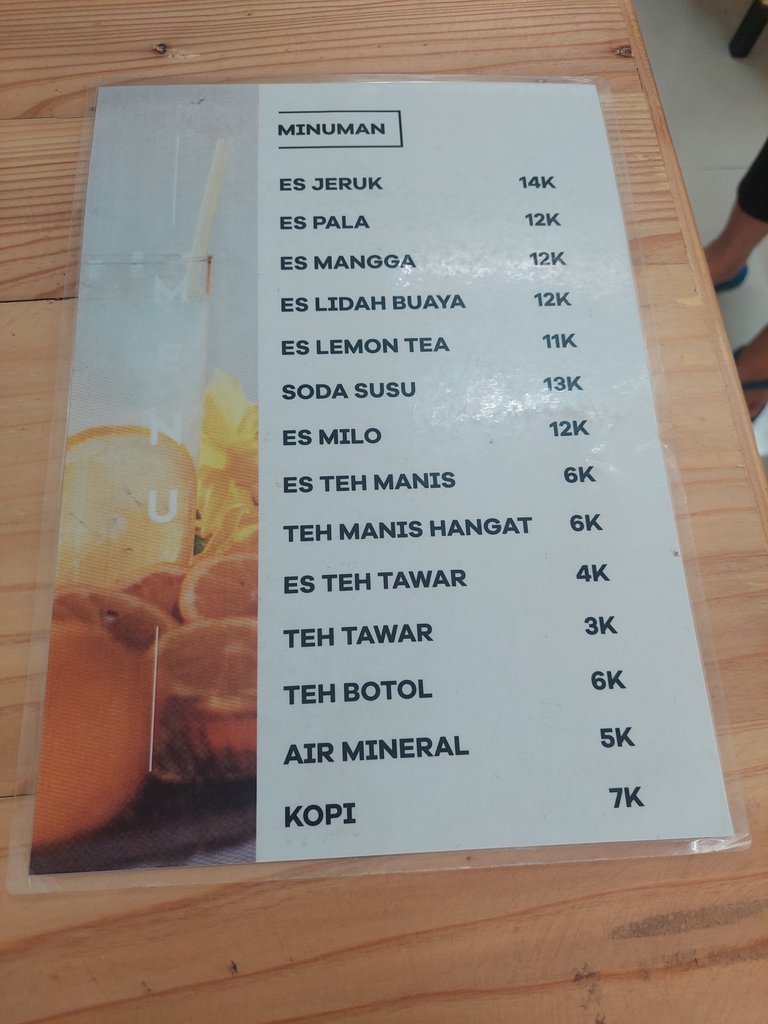 MENU
MINUMAN
ES JERUK 14K
ES PALA 12K
ES MANGGA 12K
ES LIDAH BUAYA 12K
ES LEMON TEA 11K
SODA SUSU 13K
ES MILO 12K
ES TEH MANIS 6K
TEH MANIS HANGAT 6K
ES TEH TAWAR 4K
TEH TAWAR 3K
TEH BOTOL 6K
AIR MINERAL 5K
KOPI 7K